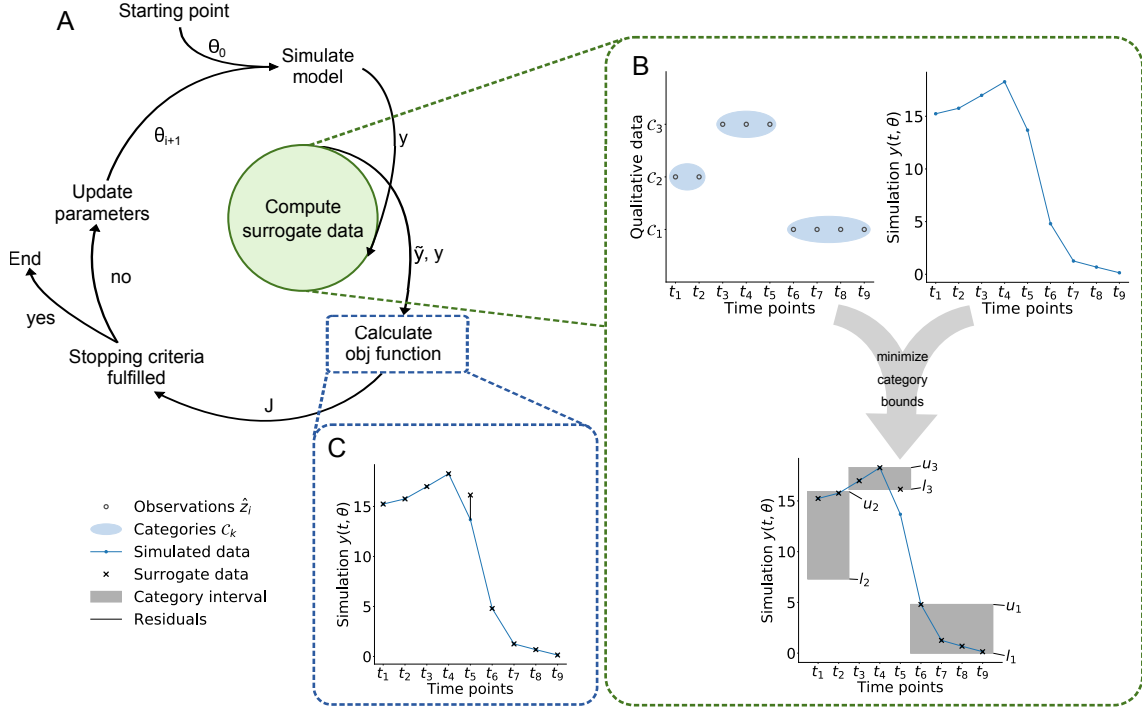 A
Starting point
θ0
Simulate
model
θi+1
y
Compute
surrogate data
Update
parameters
ỹ, y
End
no
yes
Calculate
obj function
Stopping criteria
fulfilled
J
B
Qualitative data
C3
C2
C1
t1 t2 t3 t4 t5 t6 t7 t8 t9
Time points
Simulation y(t, θ)
15
10
5
0
t1 t2 t3 t4 t5 t6 t7 t8 t9
Time points
minimize
category
bounds
Simulation y(t, θ)
15
10
5
0
u3
l3
u2
l2
u1
l1
t1 t2 t3 t4 t5 t6 t7 t8 t9
Time points
C
Simulation y(t, θ)
15
10
5
0
t1 t2 t3 t4 t5 t6 t7 t8 t9
Time points
Observations ẑi
Categories Ck
Simulated data
Surrogate data
Category interval
Residuals